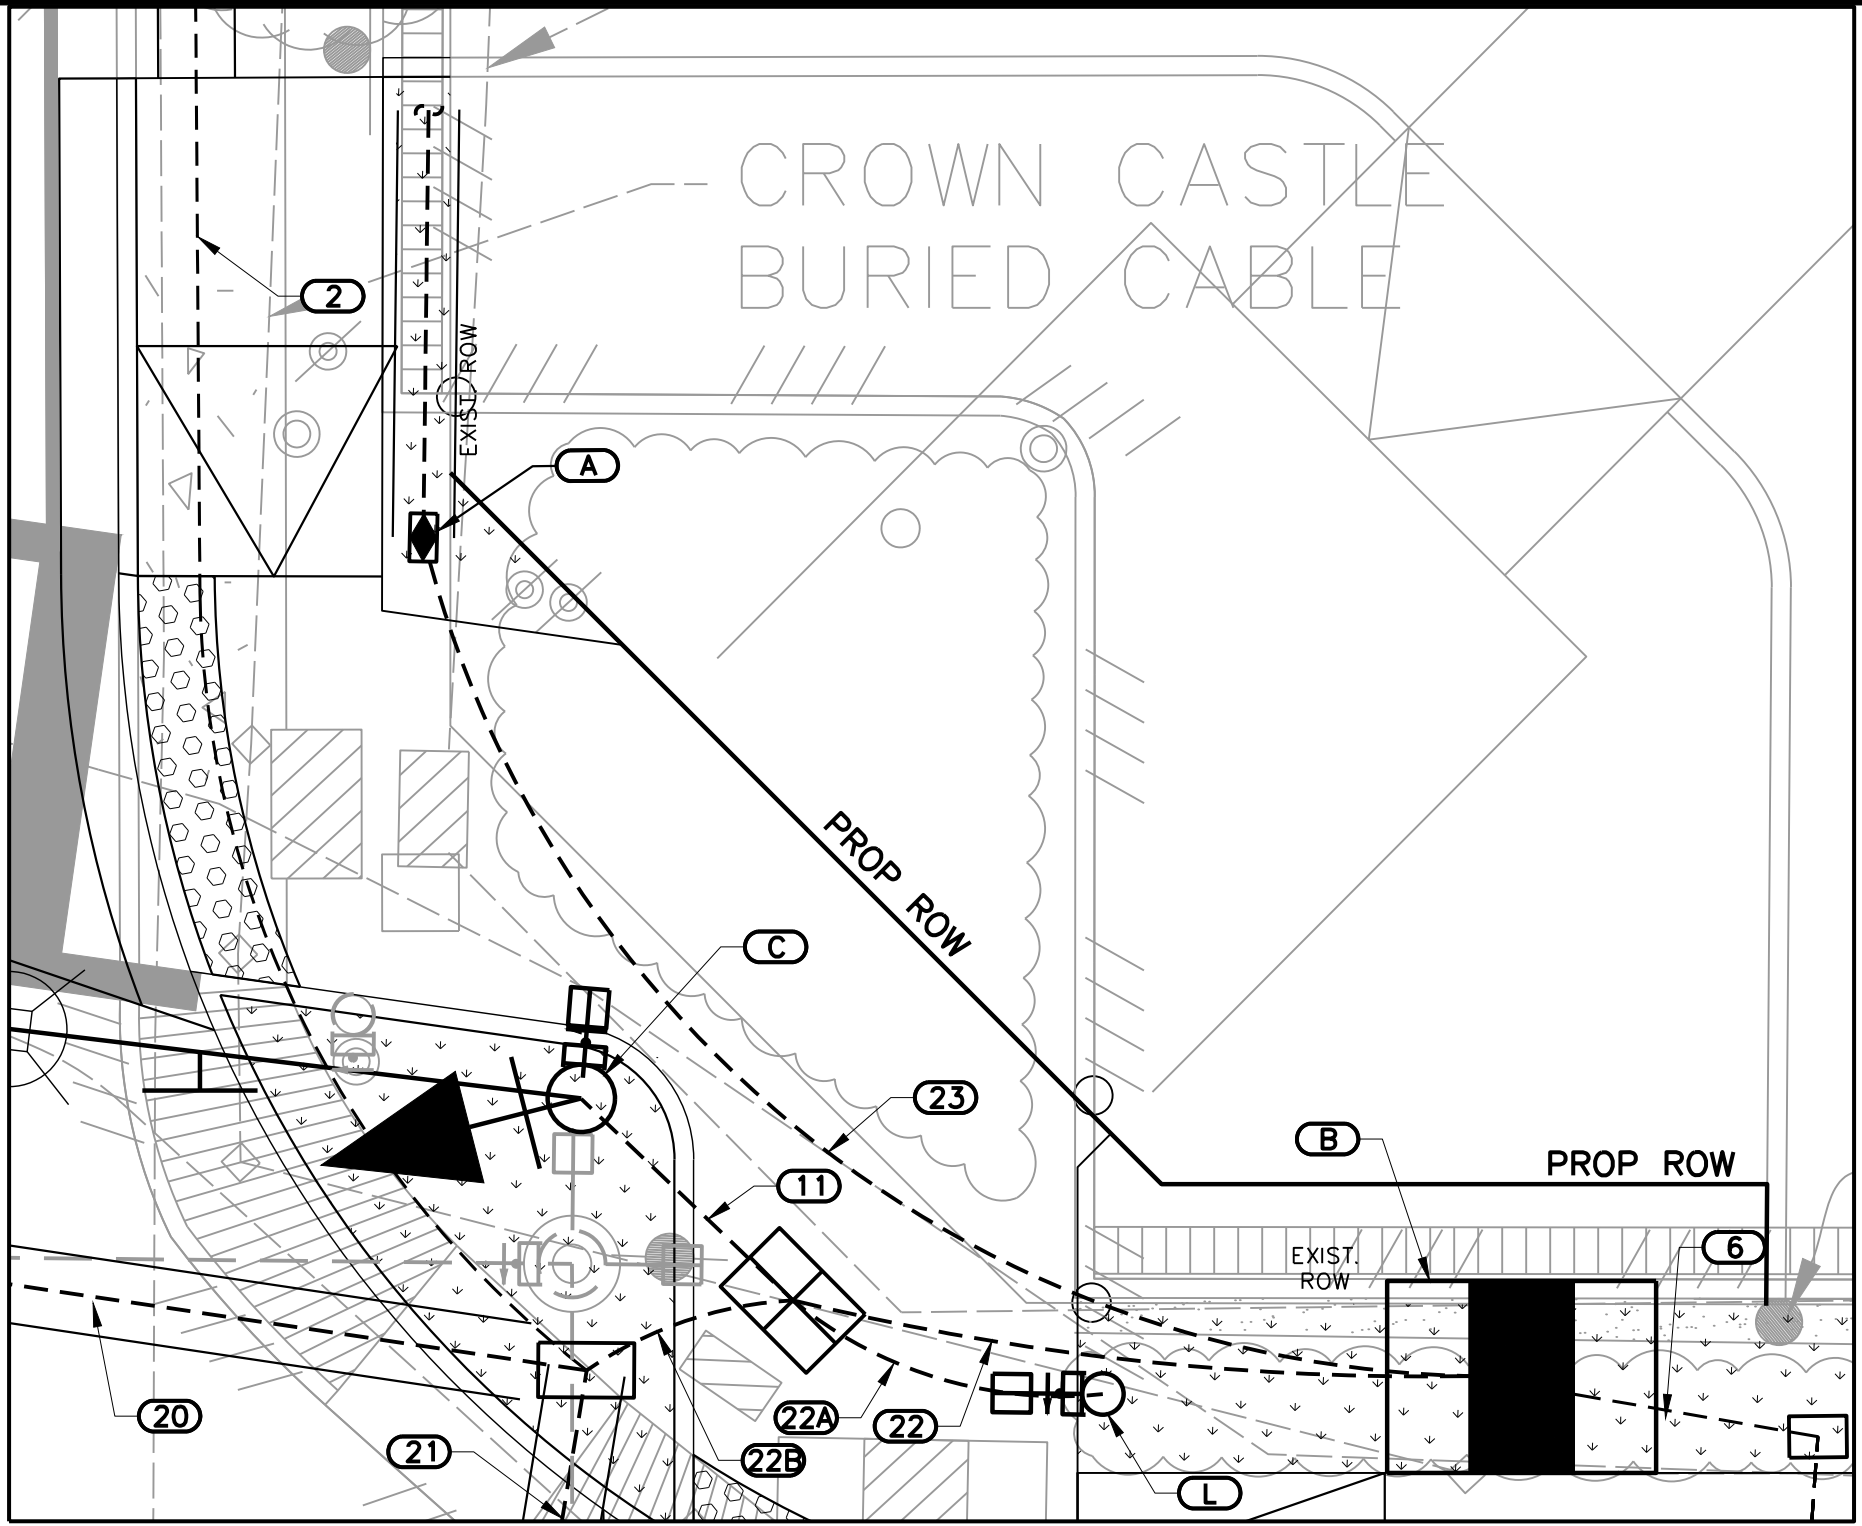 CROWN CASTLE
BURIED CABLE
2
EXIST. ROW
A
PROP ROW
C
23
B
PROP ROW
11
6
EXIST.
ROW
20
22A
22
21
22B
L